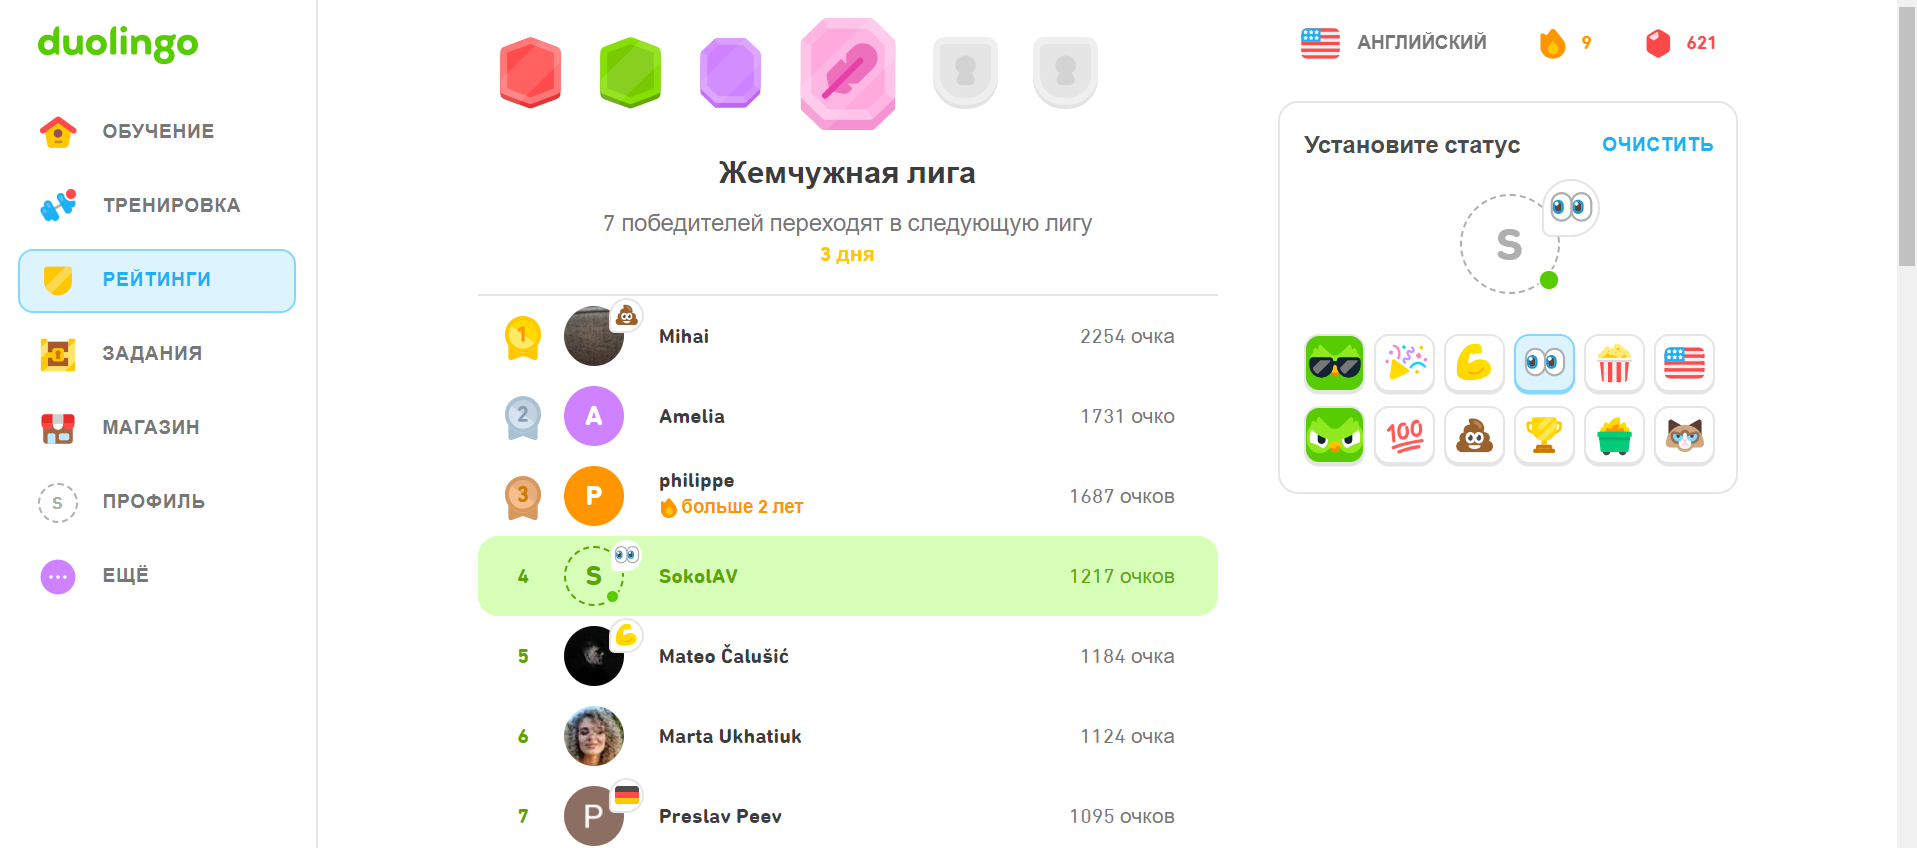 duolingo
ОБУЧЕНИЕ
ТРЕНИРОВКА
РЕЙТИНГИ
ЗАДАНИЯ
МАГАЗИН
S ПРОФИЛЬ
ЕЩЁ
Жемчужная лига
7 победителей переходят в следующую лигу
3 дня
1 Mihai 2254 очка
2 A Amelia 1731 очко
3 P philippe 1687 очков
больше 2 лет
4 S SokolAV 1217 очков
5 Mateo Čalušić 1184 очка
6 Marta Ukhatiuk 1124 очка
7 P Preslav Peev 1095 очков
АНГЛИЙСКИЙ 9 621
Установите статус ОЧИСТИТЬ
S
100